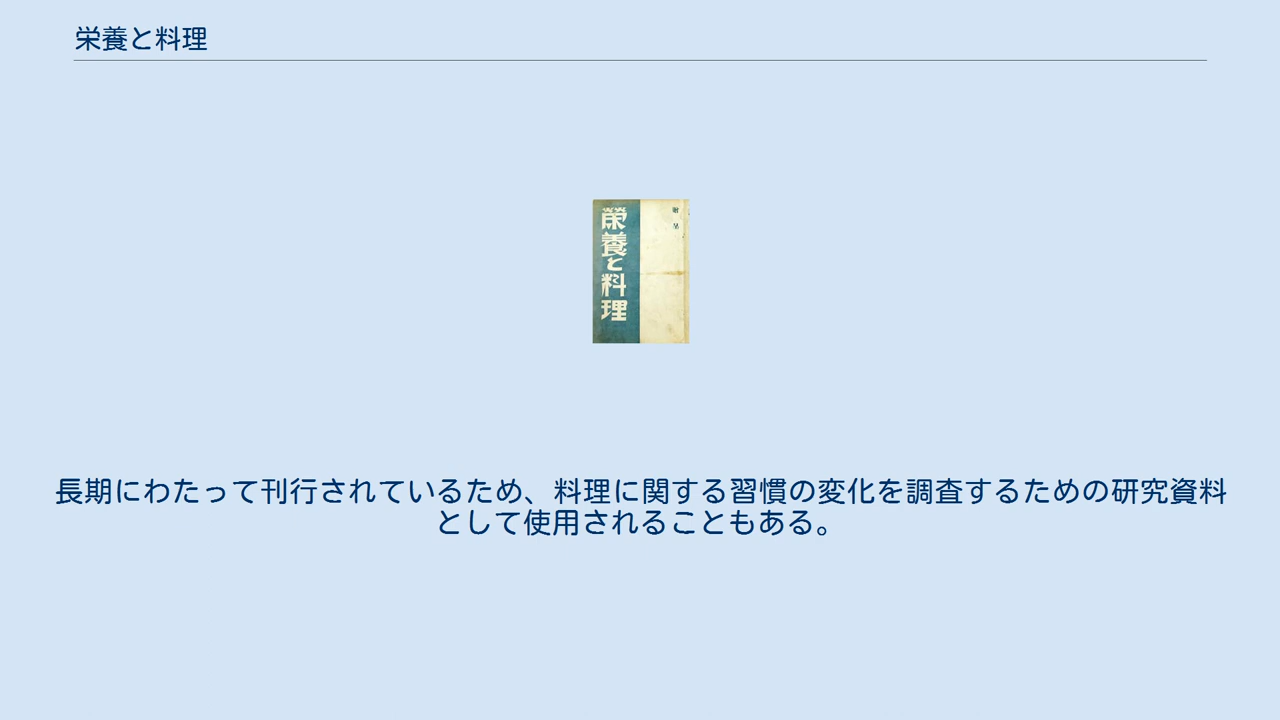 栄養と料理
榮養と料理
贈呈
長期にわたって刊行されているため、料理に関する習慣の変化を調査するための研究資料
として使用されることもある。